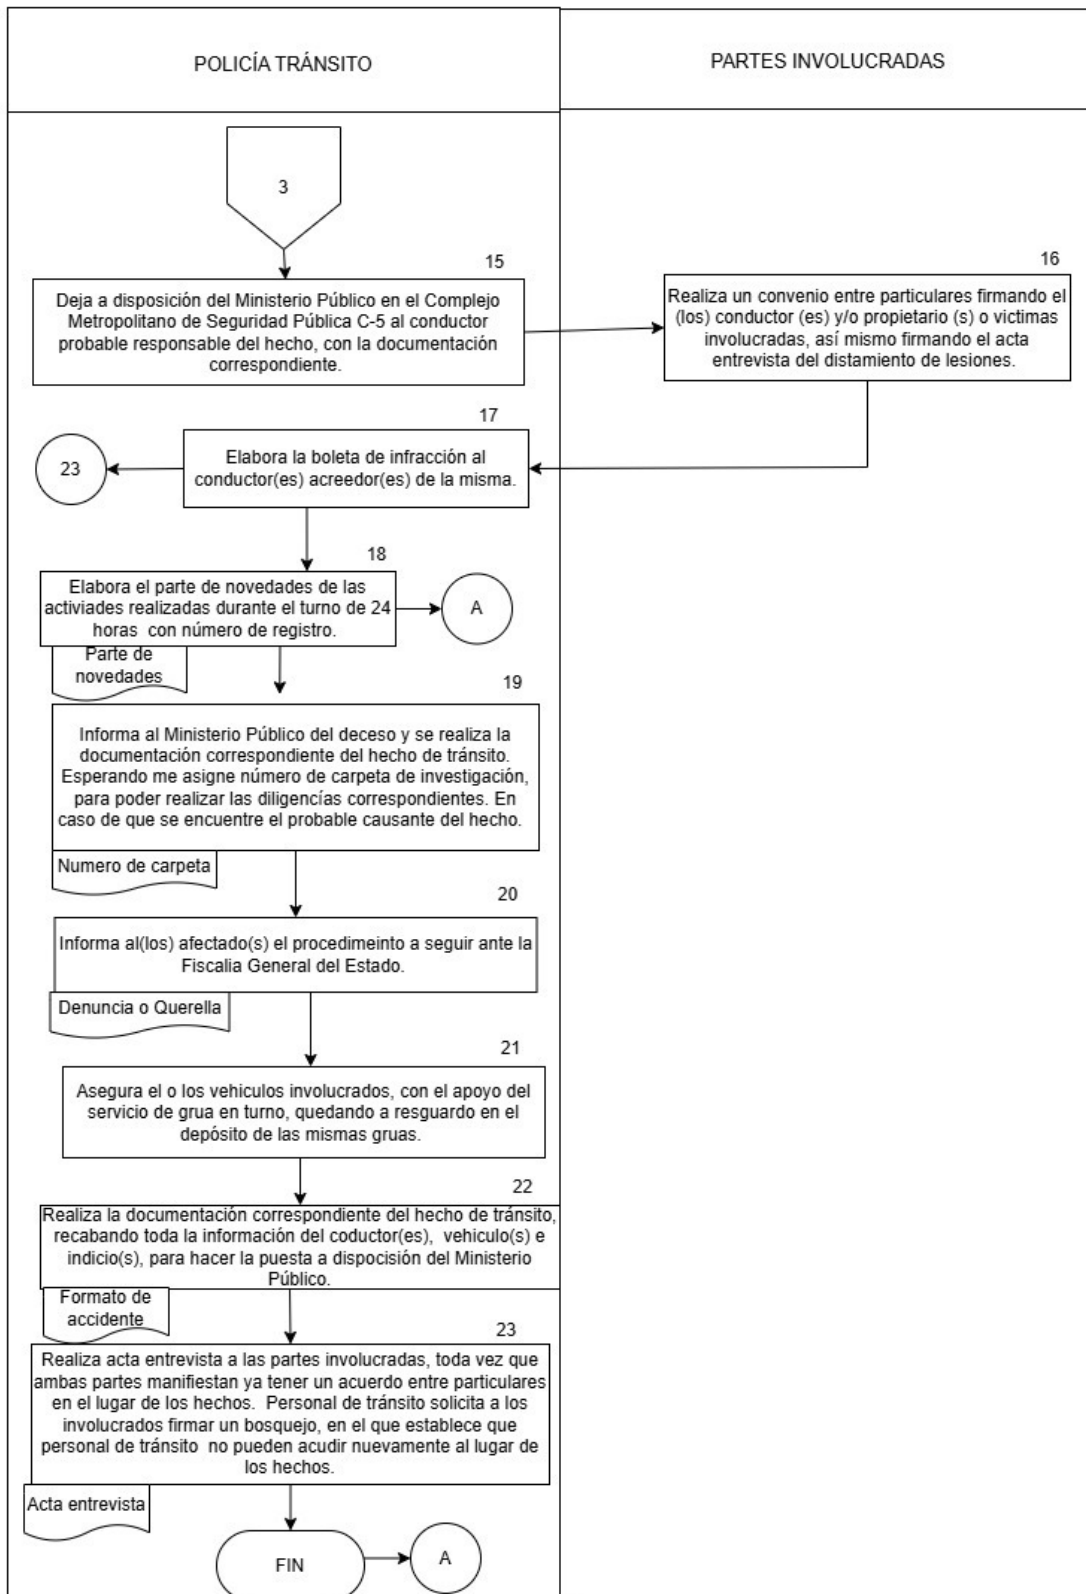 POLICÍA TRÁNSITO
PARTES INVOLUCRADAS
3
15
Deja a disposición del Ministerio Público en el Complejo
Metropolitano de Seguridad Pública C-5 al conductor
probable responsable del hecho, con la documentación
correspondiente.
16
Realiza un convenio entre particulares firmando el
(los) conductor (es) y/o propietario (s) o victimas
involucradas, así mismo firmando el acta
entrevista del distamiento de lesiones.
17
Elabora la boleta de infracción al
conductor(es) acreedor(es) de la misma.
23
18
Elabora el parte de novedades de las
activiades realizadas durante el turno de 24
horas con número de registro.
A
Parte de
novedades
19
Informa al Ministerio Público del deceso y se realiza la
documentación correspondiente del hecho de tránsito.
Esperando me asigne número de carpeta de investigación,
para poder realizar las diligencías correspondientes. En
caso de que se encuentre el probable causante del hecho.
Numero de carpeta
20
Informa al(los) afectado(s) el procedimeinto a seguir ante la
Fiscalia General del Estado.
Denuncia o Querella
21
Asegura el o los vehiculos involucrados, con el apoyo del
servicio de grua en turno, quedando a resguardo en el
depósito de las mismas gruas.
22
Realiza la documentación correspondiente del hecho de tránsito,
recabando toda la información del coductor(es), vehiculo(s) e
indicio(s), para hacer la puesta a dispocisión del Ministerio
Público.
Formato de
accidente
23
Realiza acta entrevista a las partes involucradas, toda vez que
ambas partes manifiestan ya tener un acuerdo entre particulares
en el lugar de los hechos. Personal de tránsito solicita a los
involucrados firmar un bosquejo, en el que establece que
personal de tránsito no pueden acudir nuevamente al lugar de
los hechos.
Acta entrevista
FIN
A